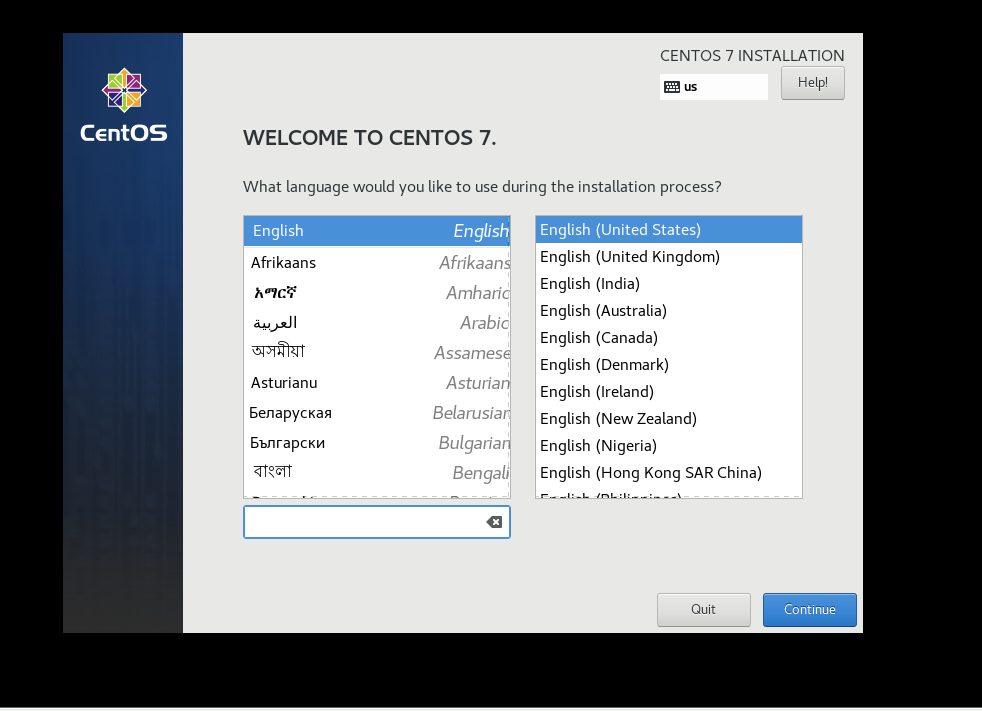 CentOS
CENTOS 7 INSTALLATION
us
Help!
WELCOME TO CENTOS 7.
What language would you like to use during the installation process?
English English
Afrikaans Afrikaans
አማርኛ Amharic
العربية Arabic
অসমীয়া Assamese
Asturianu Asturian
Беларуская Belarusian
Български Bulgarian
বাংলা Bengali
English (United States)
English (United Kingdom)
English (India)
English (Australia)
English (Canada)
English (Denmark)
English (Ireland)
English (New Zealand)
English (Nigeria)
English (Hong Kong SAR China)
English (Philippines)
Quit
Continue